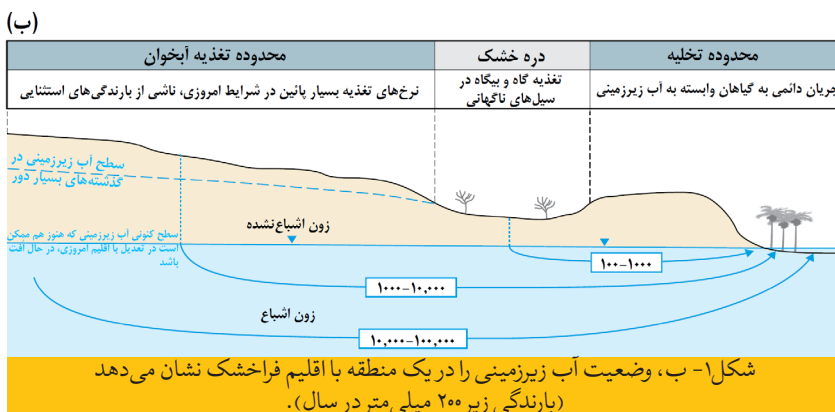 (ب)
محدوده تخلیه
دره خشک
محدوده تغذیه آبخوان
جریان دائمی به گیاهان وابسته به آب زیرزمینی
تغذیه گاه و بیگاه در
سیل‌های ناگهانی
نرخ‌های تغذیه بسیار پائین در شرایط امروزی، ناشی از بارندگی‌های استثنایی
سطح آب زیرزمینی در
گذشته‌های بسیار دور
زون اشباع‌نشده
سطح کنونی آب زیرزمینی که هنوز هم ممکن
است در تعدیل با اقلیم امروزی، در حال افت
باشد
۱۰۰-۱۰۰۰
۱۰۰۰-۱۰,۰۰۰
زون اشباع
۱۰,۰۰۰-۱۰۰,۰۰۰
شکل۱- ب، وضعیت آب زیرزمینی را در یک منطقه با اقلیم فراخشک نشان می‌دهد
(بارندگی زیر ۲۰۰ میلی‌متر در سال).